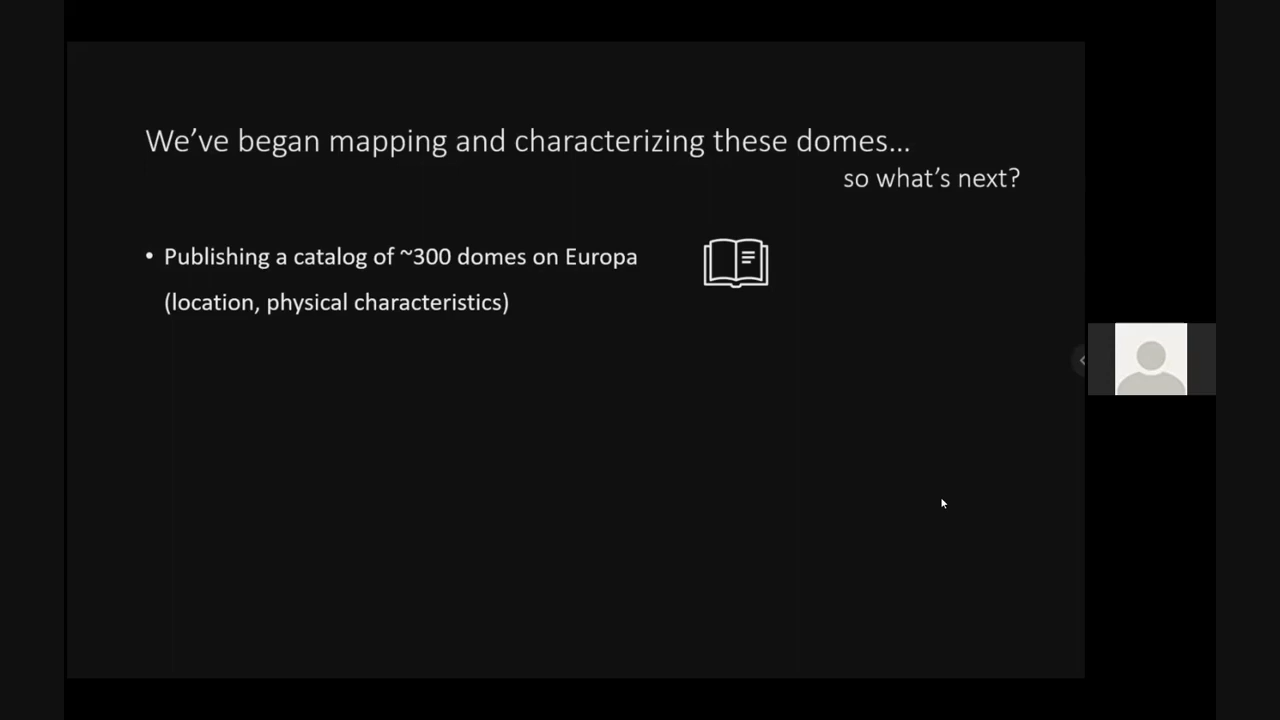 We've began mapping and characterizing these domes...
so what's next?
• Publishing a catalog of ~300 domes on Europa
(location, physical characteristics)